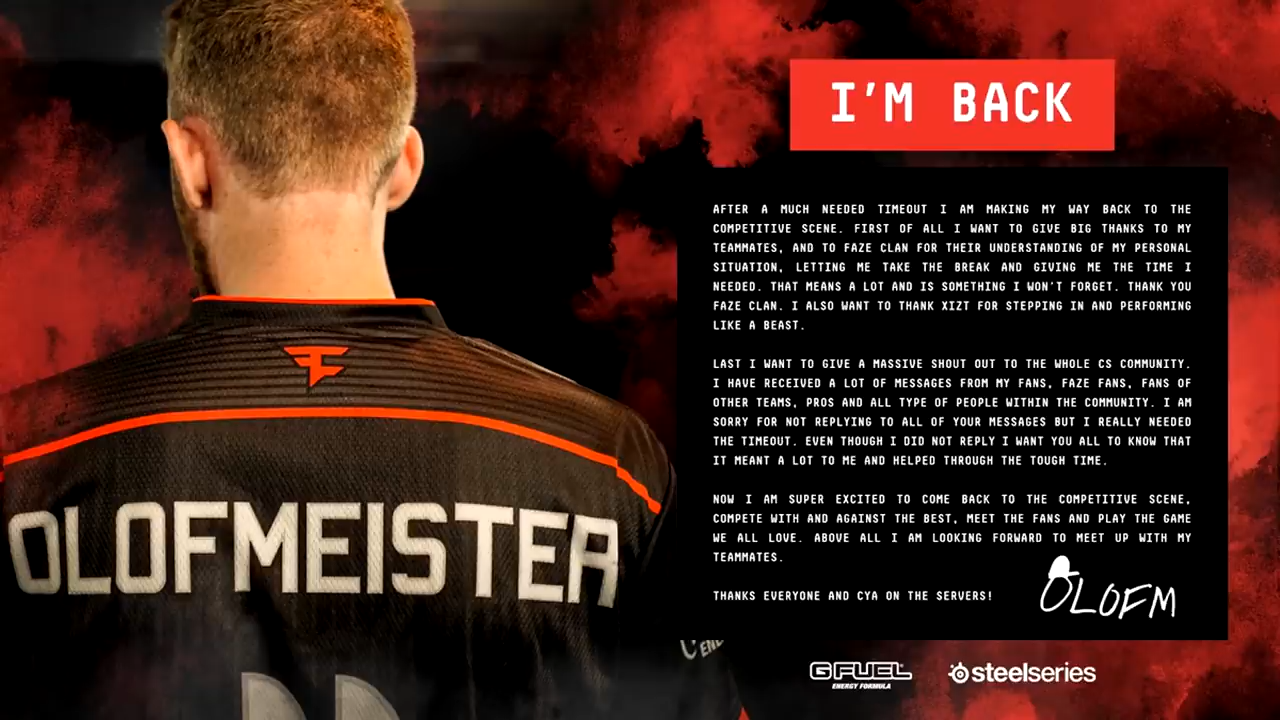 I'M BACK
AFTER A MUCH NEEDED TIMEOUT I AM MAKING MY WAY BACK TO THE
COMPETITIVE SCENE. FIRST OF ALL I WANT TO GIVE BIG THANKS TO MY
TEAMMATES, AND TO FAZE CLAN FOR THEIR UNDERSTANDING OF MY PERSONAL
SITUATION, LETTING ME TAKE THE BREAK AND GIVING ME THE TIME I
NEEDED. THAT MEANS A LOT AND IS SOMETHING I WON'T FORGET. THANK YOU
FAZE CLAN. I ALSO WANT TO THANK XIZT FOR STEPPING IN AND PERFORMING
LIKE A BEAST.
LAST I WANT TO GIVE A MASSIVE SHOUT OUT TO THE WHOLE CS COMMUNITY.
I HAVE RECEIVED A LOT OF MESSAGES FROM MY FANS, FAZE FANS, FANS OF
OTHER TEAMS, PROS AND ALL TYPE OF PEOPLE WITHIN THE COMMUNITY. I AM
SORRY FOR NOT REPLYING TO ALL OF YOUR MESSAGES BUT I REALLY NEEDED
THE TIMEOUT. EVEN THOUGH I DID NOT REPLY I WANT YOU ALL TO KNOW THAT
IT MEANT A LOT TO ME AND HELPED THROUGH THE TOUGH TIME.
NOW I AM SUPER EXCITED TO COME BACK TO THE COMPETITIVE SCENE,
COMPETE WITH AND AGAINST THE BEST, MEET THE FANS AND PLAY THE GAME
WE ALL LOVE. ABOVE ALL I AM LOOKING FORWARD TO MEET UP WITH MY
TEAMMATES.
THANKS EVERYONE AND CYA ON THE SERVERS!
OLOFM
OLOFMEISTER
G FUEL
ENERGY FORMULA
steelseries